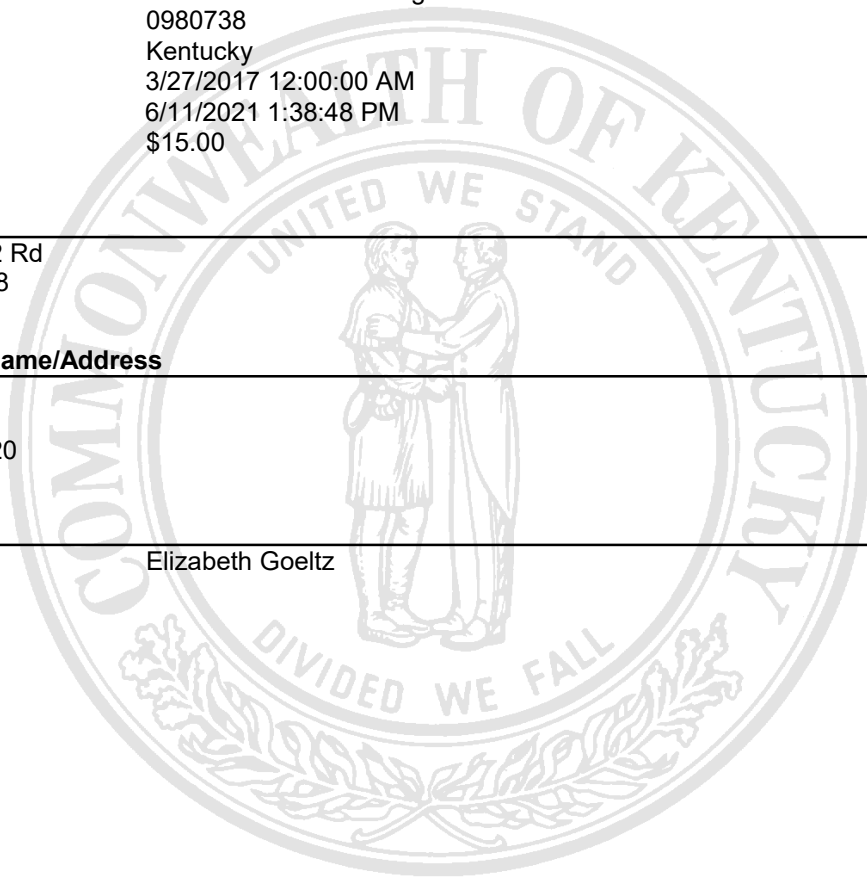 0980738
Kentucky
3/27/2017 12:00:00 AM
6/11/2021 1:38:48 PM
$15.00
COMMONWEALTH OF KENTUCKY
UNITED WE STAND
Rd
ame/Address
20
Elizabeth Goeltz
DIVIDED WE FALL